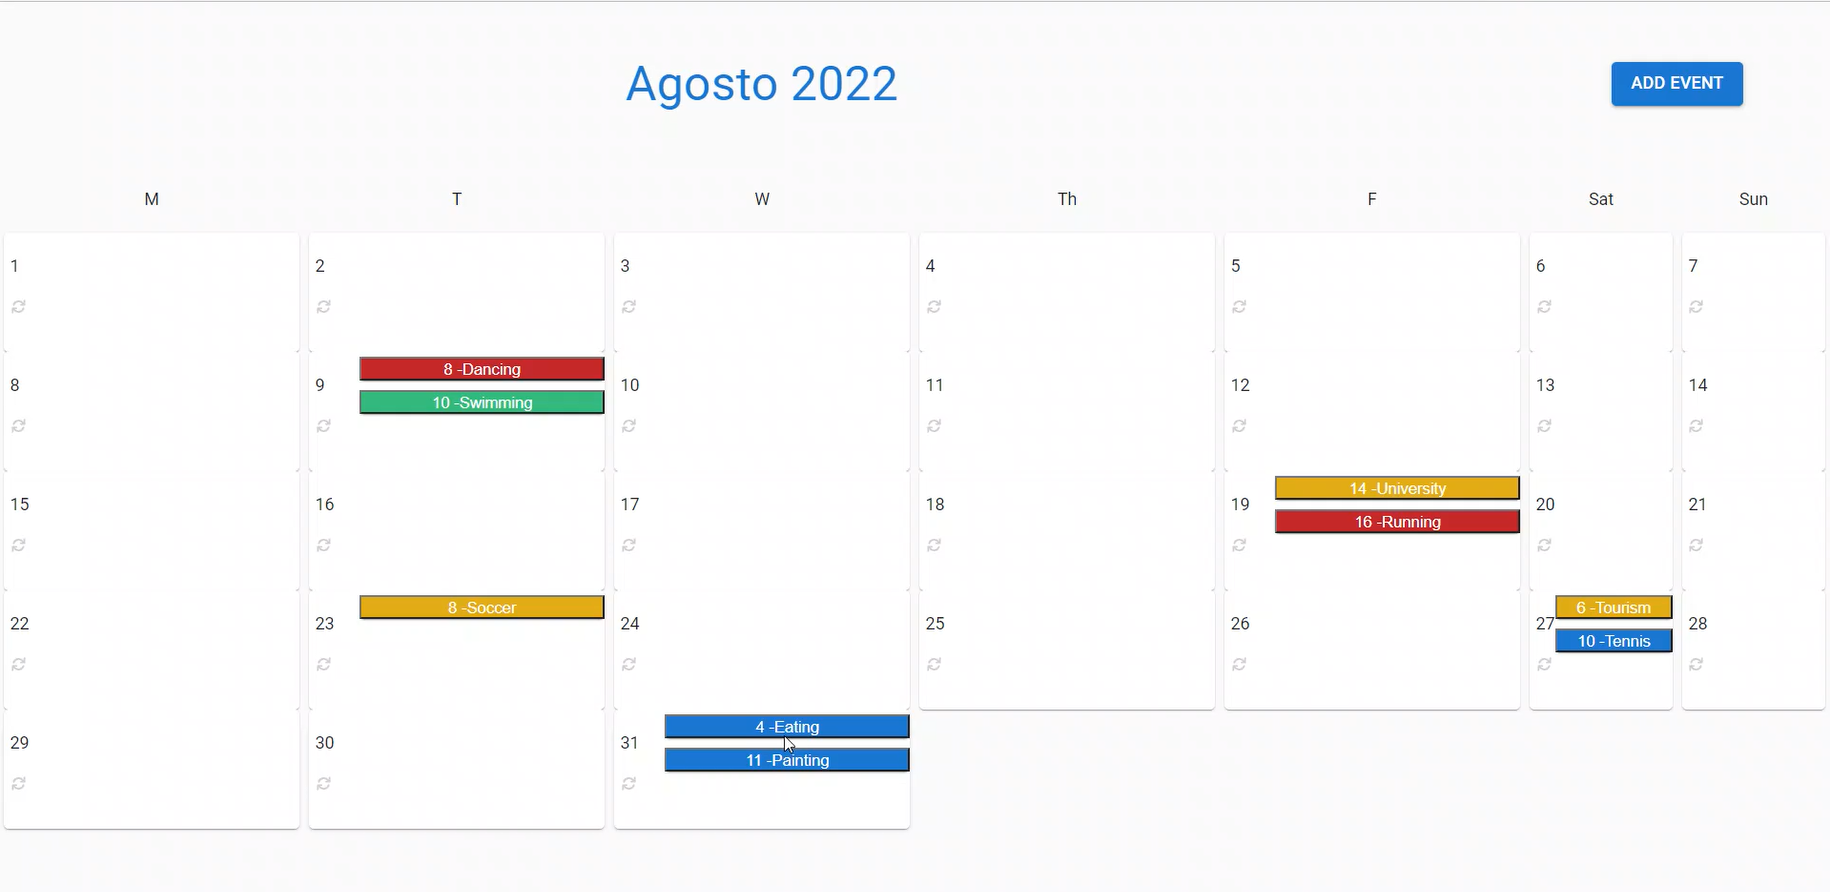 Agosto 2022
ADD EVENT
M T W Th F Sat Sun
1 2 3 4 5 6 7
8 9 10 11 12 13 14
8 -Dancing
10 -Swimming
15 16 17 18 19 20 21
14 -University
16 -Running
22 23 24 25 26 27 28
8 -Soccer
6 -Tourism
10 -Tennis
29 30 31
4 -Eating
11 -Painting